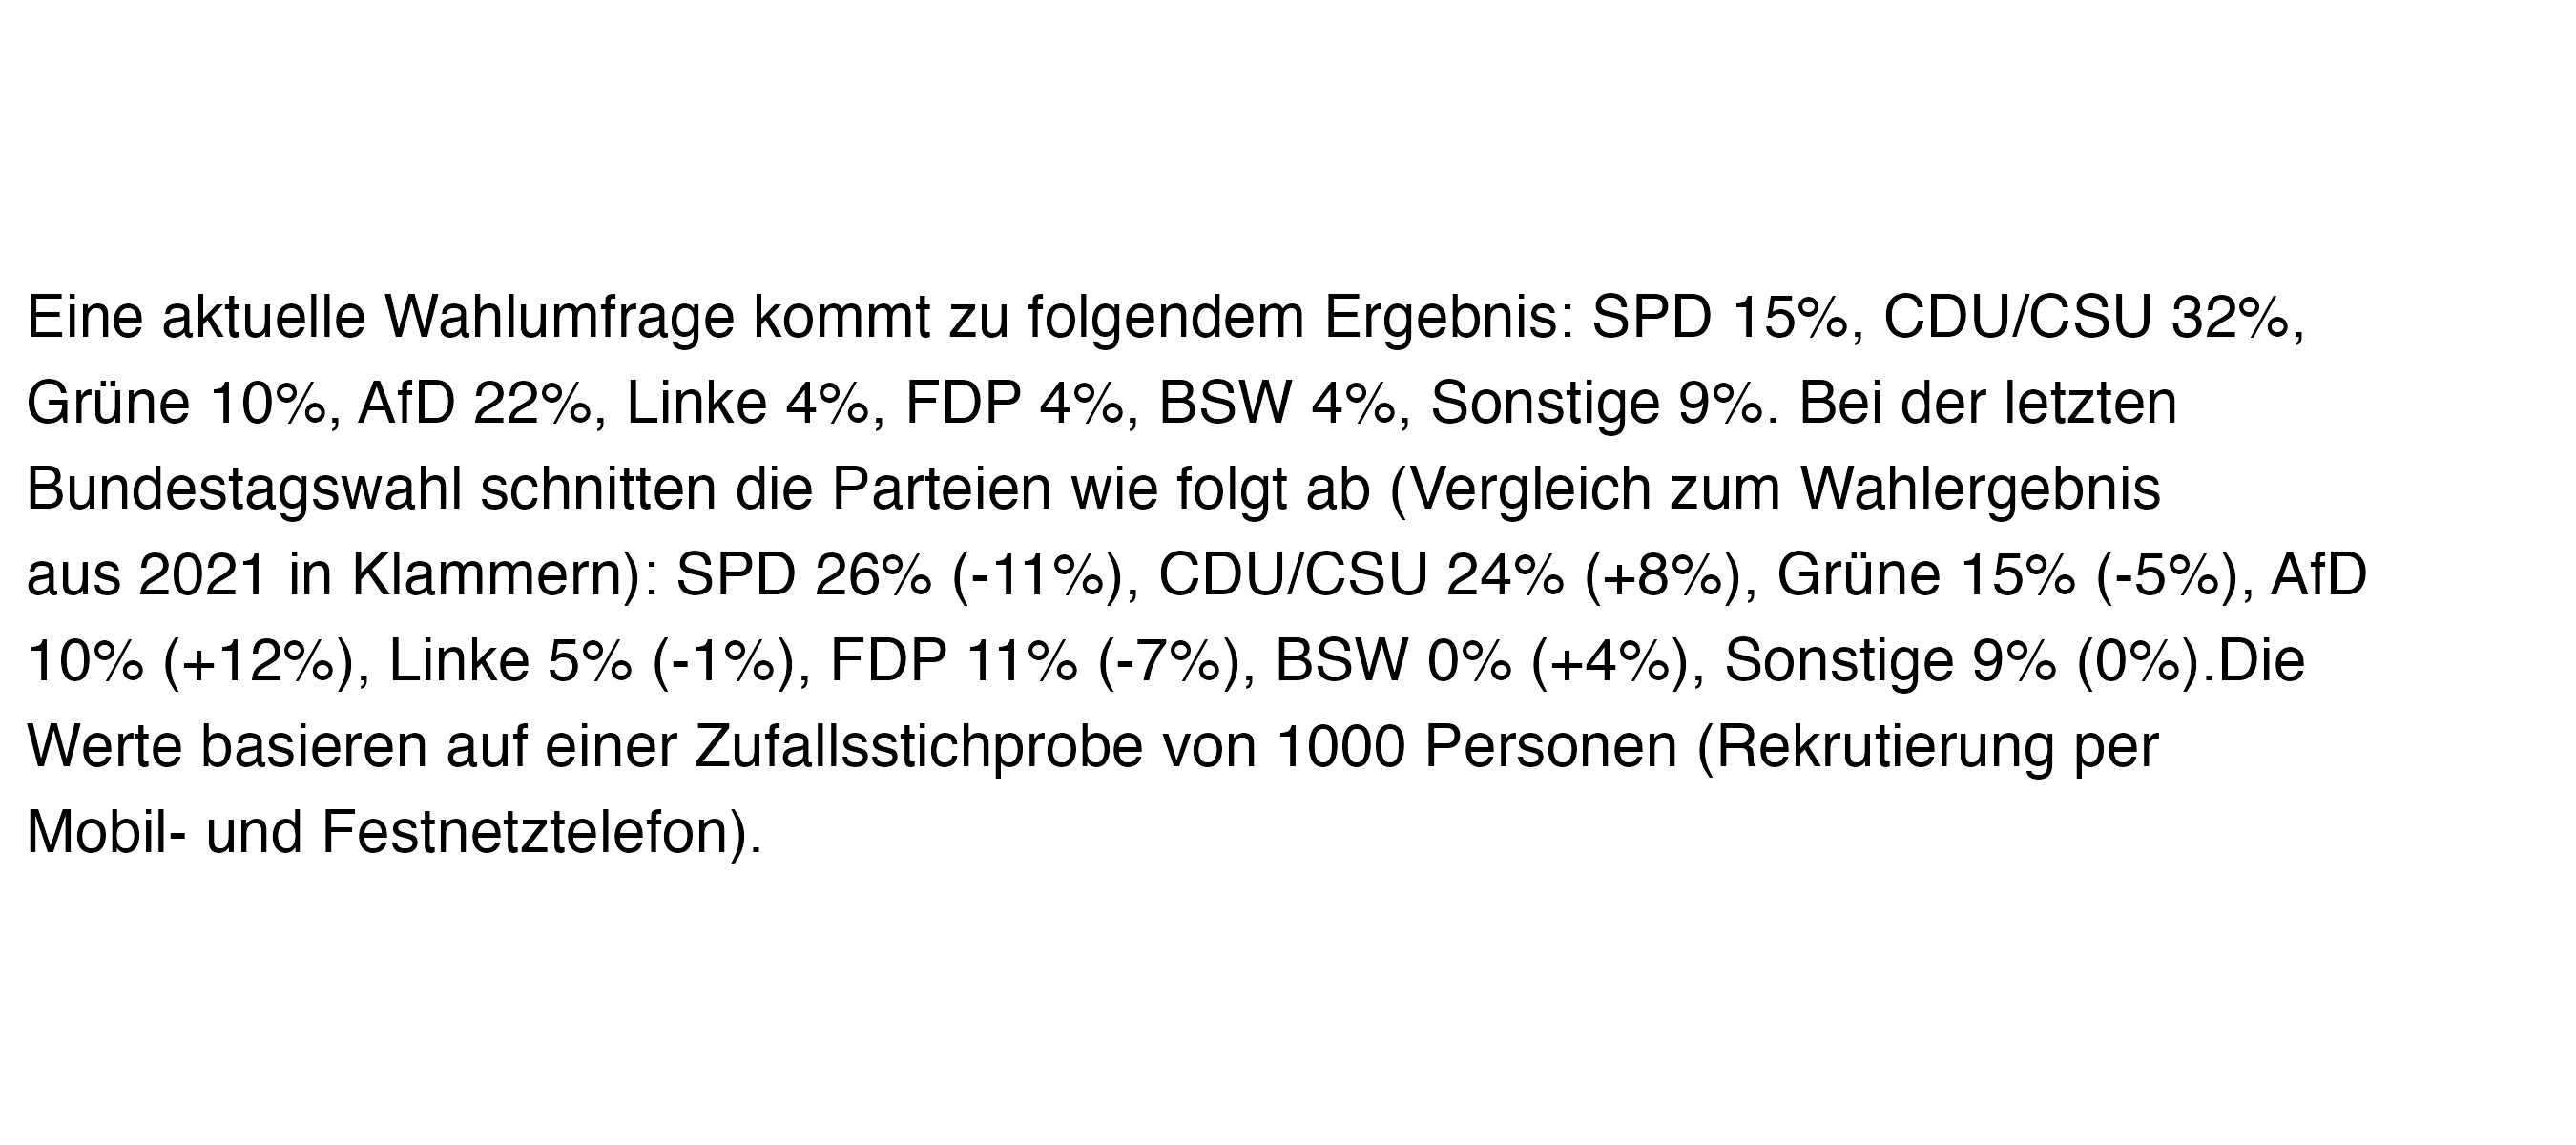 Eine aktuelle Wahlumfrage kommt zu folgendem Ergebnis: SPD 15%, CDU/CSU 32%,
Grüne 10%, AfD 22%, Linke 4%, FDP 4%, BSW 4%, Sonstige 9%. Bei der letzten
Bundestagswahl schnitten die Parteien wie folgt ab (Vergleich zum Wahlergebnis
aus 2021 in Klammern): SPD 26% (-11%), CDU/CSU 24% (+8%), Grüne 15% (-5%), AfD
10% (+12%), Linke 5% (-1%), FDP 11% (-7%), BSW 0% (+4%), Sonstige 9% (0%).Die
Werte basieren auf einer Zufallsstichprobe von 1000 Personen (Rekrutierung per
Mobil- und Festnetztelefon).